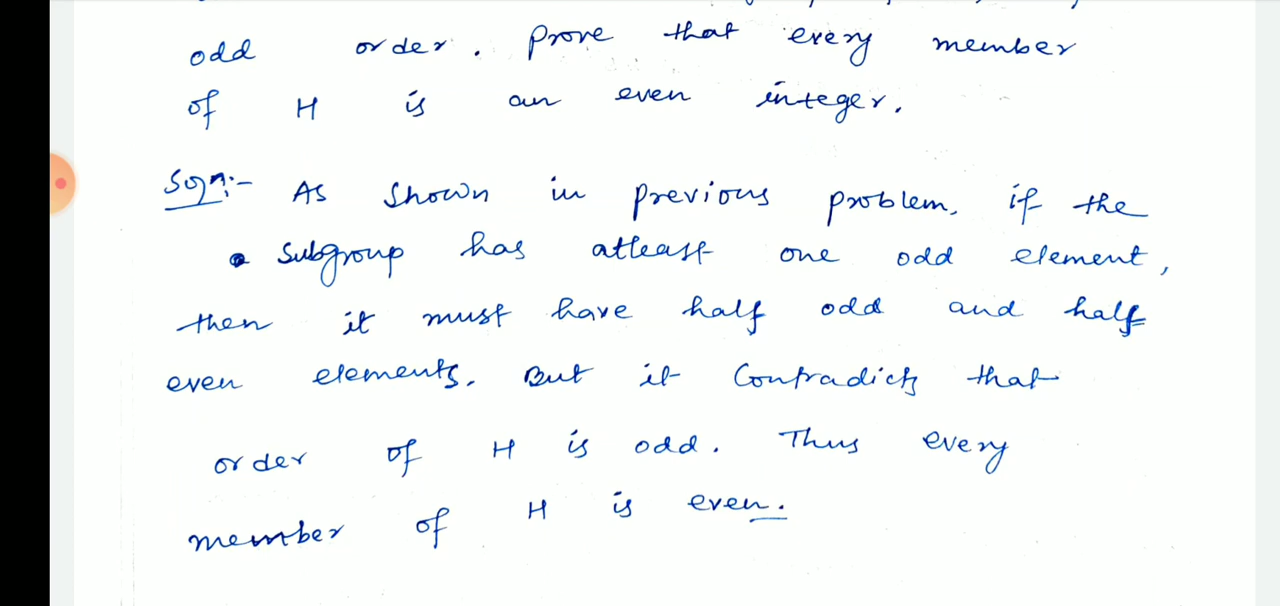 odd order. Prove that every member
of H is an even integer.
Soln:- As shown in previous problem, if the
subgroup has atleast one odd element,
then it must have half odd and half
even elements. But it Contradicts that
order of H is odd. Thus every
member of H is even.